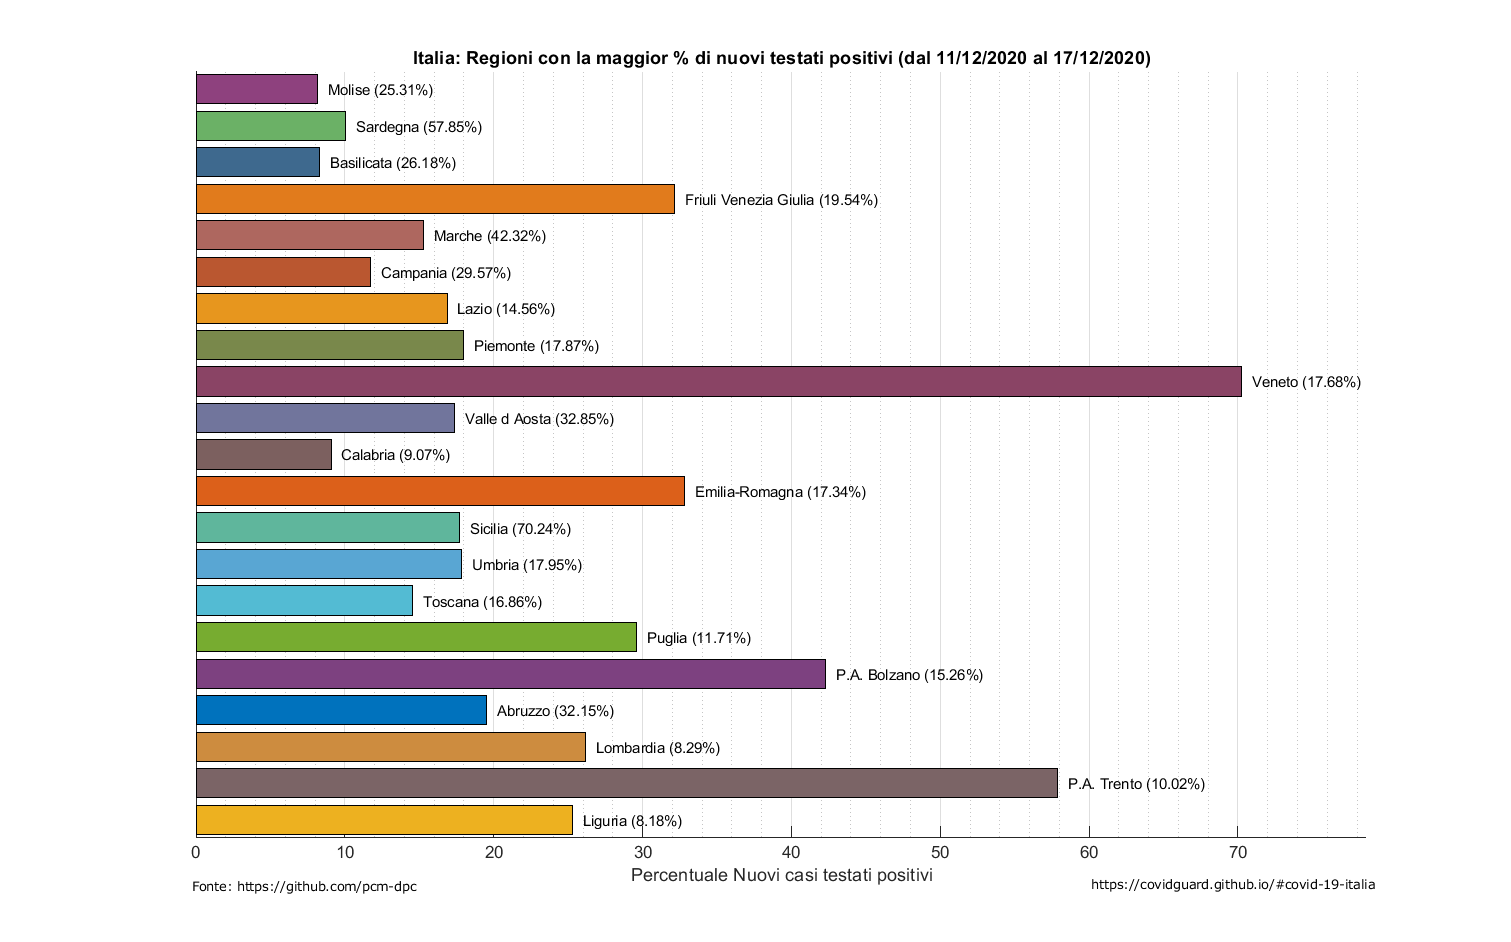 Italia: Regioni con la maggior % di nuovi testati positivi (dal 11/12/2020 al 17/12/2020)
Molise (25.31%)
Sardegna (57.85%)
Basilicata (26.18%)
Friuli Venezia Giulia (19.54%)
Marche (42.32%)
Campania (29.57%)
Lazio (14.56%)
Piemonte (17.87%)
Veneto (17.68%)
Valle d Aosta (32.85%)
Calabria (9.07%)
Emilia-Romagna (17.34%)
Sicilia (70.24%)
Umbria (17.95%)
Toscana (16.86%)
Puglia (11.71%)
P.A. Bolzano (15.26%)
Abruzzo (32.15%)
Lombardia (8.29%)
P.A. Trento (10.02%)
Liguria (8.18%)
0 10 20 30 40 50 60 70
Percentuale Nuovi casi testati positivi
Fonte: https://github.com/pcm-dpc
https://covidguard.github.io/#covid-19-italia